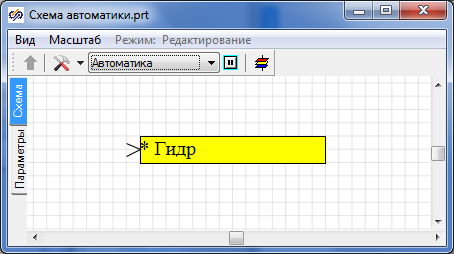 Схема автоматики.prt
Вид Масштаб Режим: Редактирование
Автоматика
Схема
Параметры
* Гидр